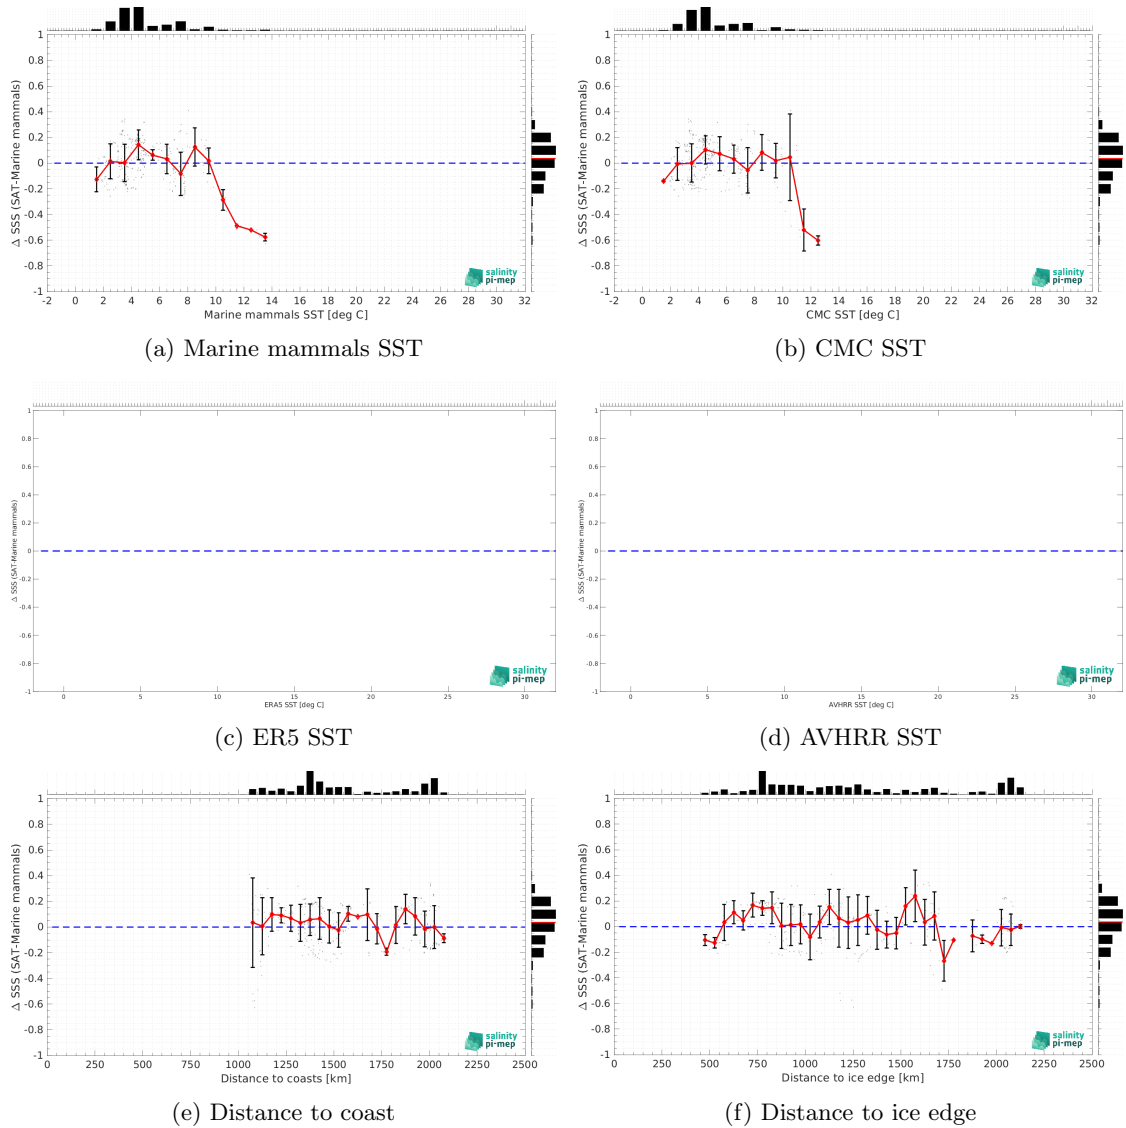 1
0.8
0.6
0.4
0.2
0
-0.2
-0.4
-0.6
-0.8
-1
Δ SSS (SAT-Marine mammals)
-2 0 2 4 6 8 10 12 14 16 18 20 22 24 26 28 30 32
Marine mammals SST [deg C]
salinity
pi-mep
(a) Marine mammals SST
1
0.8
0.6
0.4
0.2
0
-0.2
-0.4
-0.6
-0.8
-1
Δ SSS (SAT-Marine mammals)
-2 0 2 4 6 8 10 12 14 16 18 20 22 24 26 28 30 32
CMC SST [deg C]
salinity
pi-mep
(b) CMC SST
1
0.8
0.6
0.4
0.2
0
-0.2
-0.4
-0.6
-0.8
-1
Δ SSS (SAT-Marine mammals)
0 5 10 15 20 25 30
ERA5 SST [deg C]
salinity
pi-mep
(c) ER5 SST
1
0.8
0.6
0.4
0.2
0
-0.2
-0.4
-0.6
-0.8
-1
Δ SSS (SAT-Marine mammals)
0 5 10 15 20 25 30
AVHRR SST [deg C]
salinity
pi-mep
(d) AVHRR SST
1
0.8
0.6
0.4
0.2
0
-0.2
-0.4
-0.6
-0.8
-1
Δ SSS (SAT-Marine mammals)
0 250 500 750 1000 1250 1500 1750 2000 2250 2500
Distance to coasts [km]
salinity
pi-mep
(e) Distance to coast
1
0.8
0.6
0.4
0.2
0
-0.2
-0.4
-0.6
-0.8
-1
Δ SSS (SAT-Marine mammals)
0 250 500 750 1000 1250 1500 1750 2000 2250 2500
Distance to ice edge [km]
salinity
pi-mep
(f) Distance to ice edge